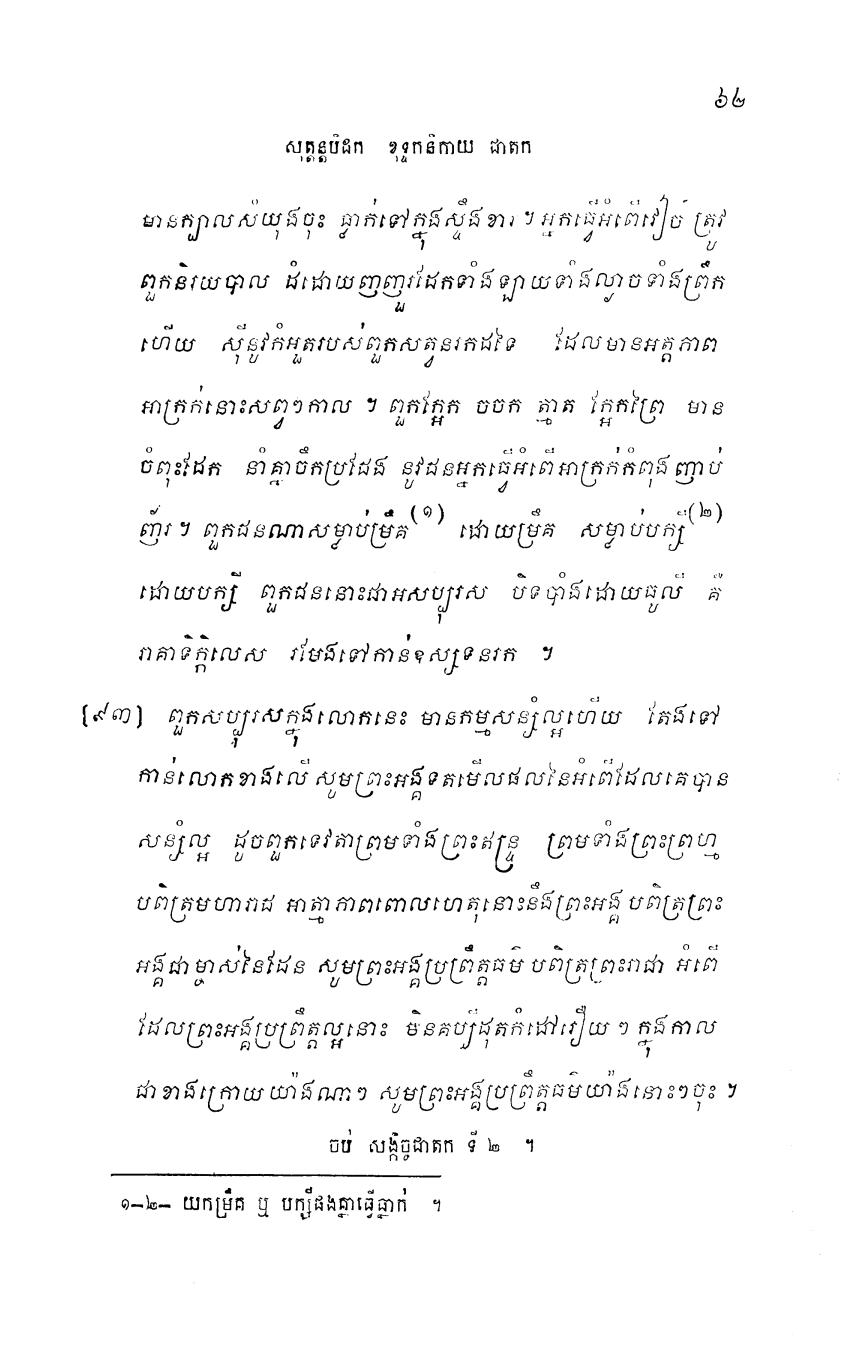 ៦២
សុត្តន្តបិដក ខុទ្ទកនិកាយ ជាតក
មានក្បាលសំយុងចុះ ធ្លាក់ទៅក្នុងស្ទឹងខារ ។ អ្នកធ្វើអំពើវៀច ត្រូវ
ពួកនិរយបាល ដំដោយញញួរដែកទាំងឡាយទាំងល្ងាចទាំងព្រឹក
ហើយ ស៊ីនូវកំអួតរបស់ពួកសត្វនរកដទៃ ដែលមានអត្តភាព
អាក្រក់នោះសព្វៗកាល ។ ពួកក្អែក ចចក ត្មាត ក្អែកព្រៃ មាន
ចំពុះដែក នាំគ្នាចឹកប្រជែង នូវជនអ្នកធ្វើអំពើអាក្រក់កំពុងញាប់
ញ័រ ។ ពួកជនណាសម្លាប់ម្រឹគ(១) ដោយម្រឹគ សម្លាប់បក្សី(២)
ដោយបក្សី ពួកជននោះជាអសប្បុរស បិទបាំងដោយធូលី គឺ
រាគាទិក្កិលេស រមែងទៅកាន់ឧស្សទនរក ។
[៩៣] ពួកសប្បុរសក្នុងលោកនេះ មានកម្មសន្សំល្អហើយ តែងទៅ
កាន់លោកខាងលើ សូមព្រះអង្គទតមើលផលនៃអំពើដែលគេបាន
សន្សំល្អ ដូចពួកទេវតាព្រមទាំងព្រះឥន្ទ្រ ព្រមទាំងព្រះព្រហ្ម
បពិត្រមហារាជ អាត្មាភាពពោលហេតុនោះនឹងព្រះអង្គ បពិត្រព្រះ
អង្គជាម្ចាស់នៃដែន សូមព្រះអង្គប្រព្រឹត្តធម៌ បពិត្រព្រះរាជា អំពើ
ដែលព្រះអង្គប្រព្រឹត្តល្អនោះ មិនគប្បីដុតកំដៅរឿយ ៗ ក្នុងកាល
ជាខាងក្រោយយ៉ាងណាៗ សូមព្រះអង្គប្រព្រឹត្តធម៌យ៉ាងនោះៗចុះ ។
ចប់ សង្កិច្ចជាតក ទី ២ ។
១–២– យកម្រឹគ ឬ បក្សីផងគ្នាធ្វើធ្នាក់ ។